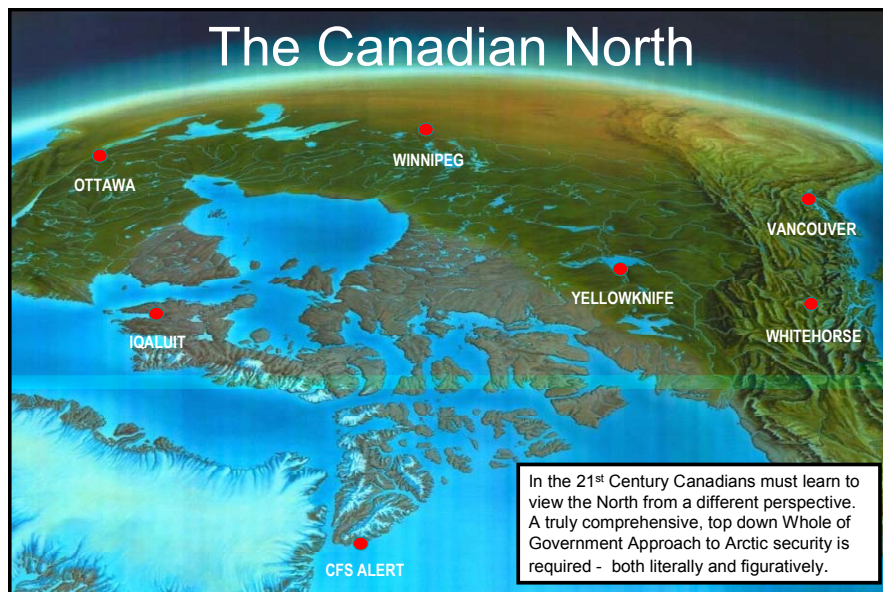 The Canadian North
WINNIPEG
OTTAWA
VANCOUVER
YELLOWKNIFE
IQALUIT
WHITEHORSE
In the 21st Century Canadians must learn to
view the North from a different perspective.
A truly comprehensive, top down Whole of
Government Approach to Arctic security is
required - both literally and figuratively.
CFS ALERT